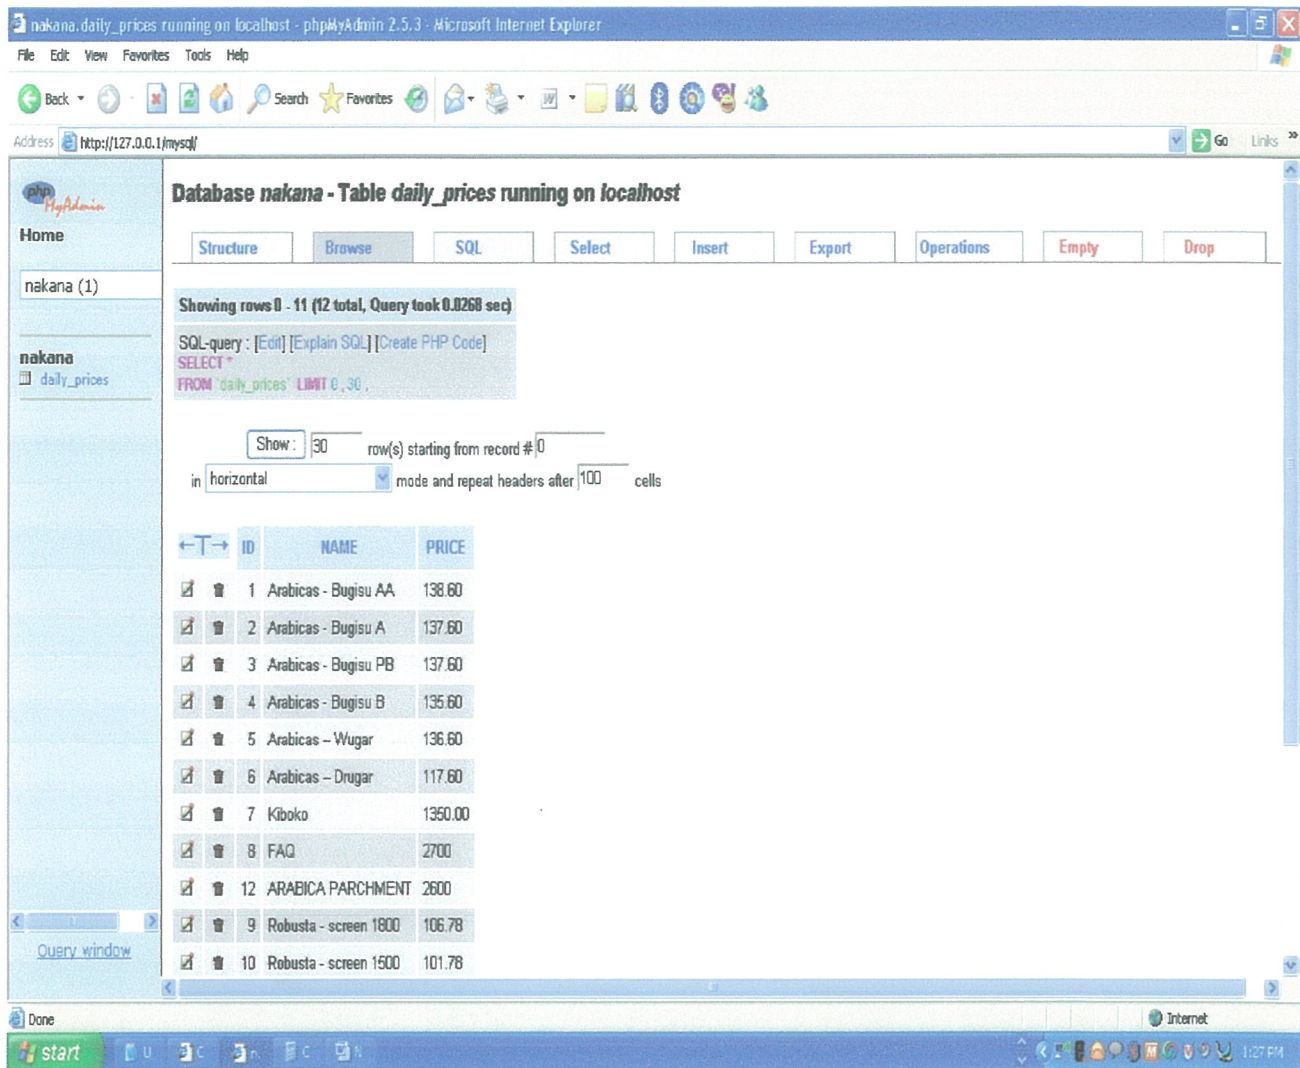 nakana.daily_prices running on localhost - phpMyAdmin 2.5.3 - Microsoft Internet Explorer
File Edit View Favorites Tools Help
Back Search Favorites
Address http://127.0.0.1/mysql/ Go Links »
php
MyAdmin
Home
nakana (1)
nakana
daily_prices
Query window
Database nakana - Table daily_prices running on localhost
Structure Browse SQL Select Insert Export Operations Empty Drop
Showing rows 0 - 11 (12 total, Query took 0.0268 sec)
SQL-query : [Edit] [Explain SQL] [Create PHP Code]
SELECT *
FROM `daily_prices` LIMIT 0 , 30 ,
Show : 30 row(s) starting from record # 0
in horizontal mode and repeat headers after 100 cells
←T→ ID NAME PRICE
1 Arabicas - Bugisu AA 138.60
2 Arabicas - Bugisu A 137.60
3 Arabicas - Bugisu PB 137.60
4 Arabicas - Bugisu B 135.60
5 Arabicas – Wugar 136.60
6 Arabicas – Drugar 117.60
7 Kiboko 1350.00
8 FAQ 2700
12 ARABICA PARCHMENT 2600
9 Robusta - screen 1800 106.78
10 Robusta - screen 1500 101.78
Done Internet
start U C n. C N 1:27 PM